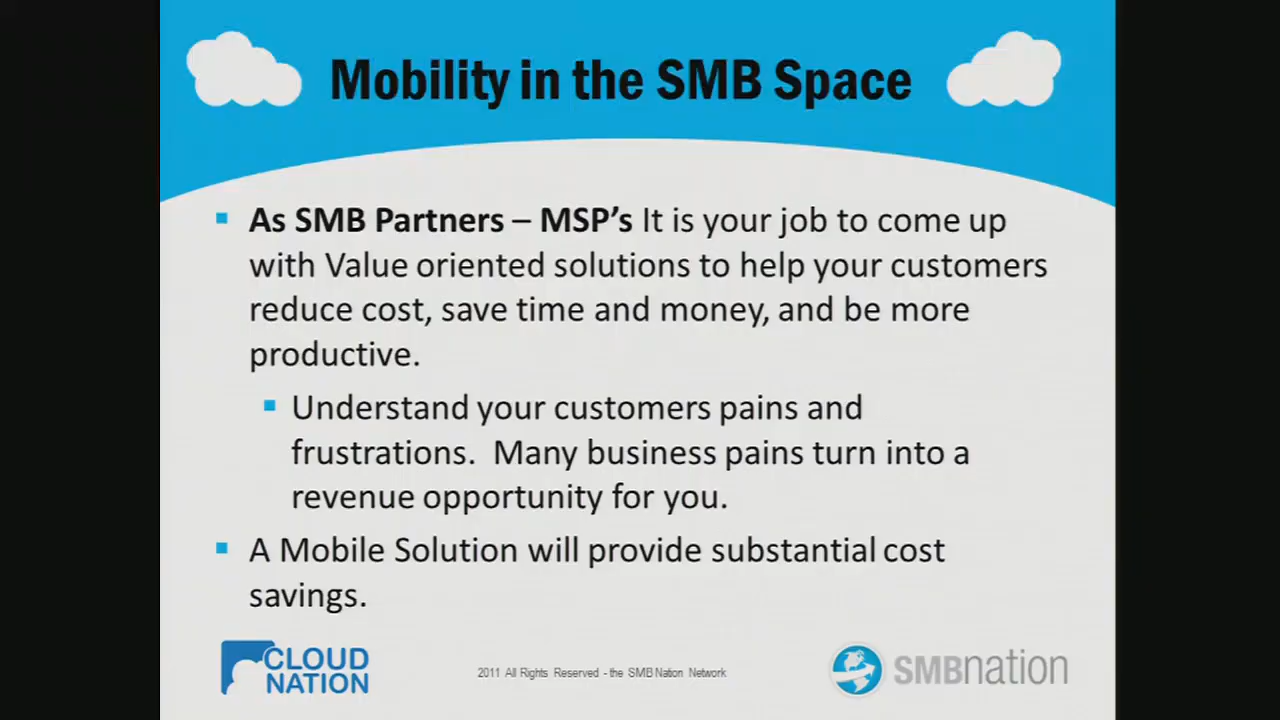 Mobility in the SMB Space
As SMB Partners – MSP's It is your job to come up
with Value oriented solutions to help your customers
reduce cost, save time and money, and be more
productive.
Understand your customers pains and
frustrations.  Many business pains turn into a
revenue opportunity for you.
A Mobile Solution will provide substantial cost
savings.
CLOUD
NATION
2011 All Rights Reserved - the SMB Nation Network
SMBnation